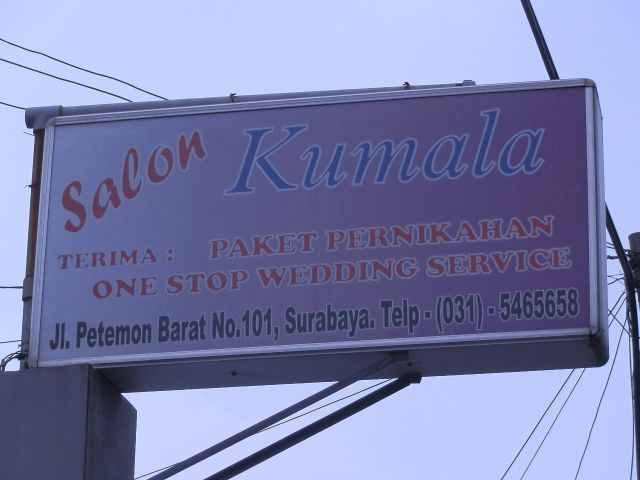 Salon Kumala
TERIMA : PAKET PERNIKAHAN
ONE STOP WEDDING SERVICE
Jl. Petemon Barat No.101, Surabaya. Telp - (031) - 5465658